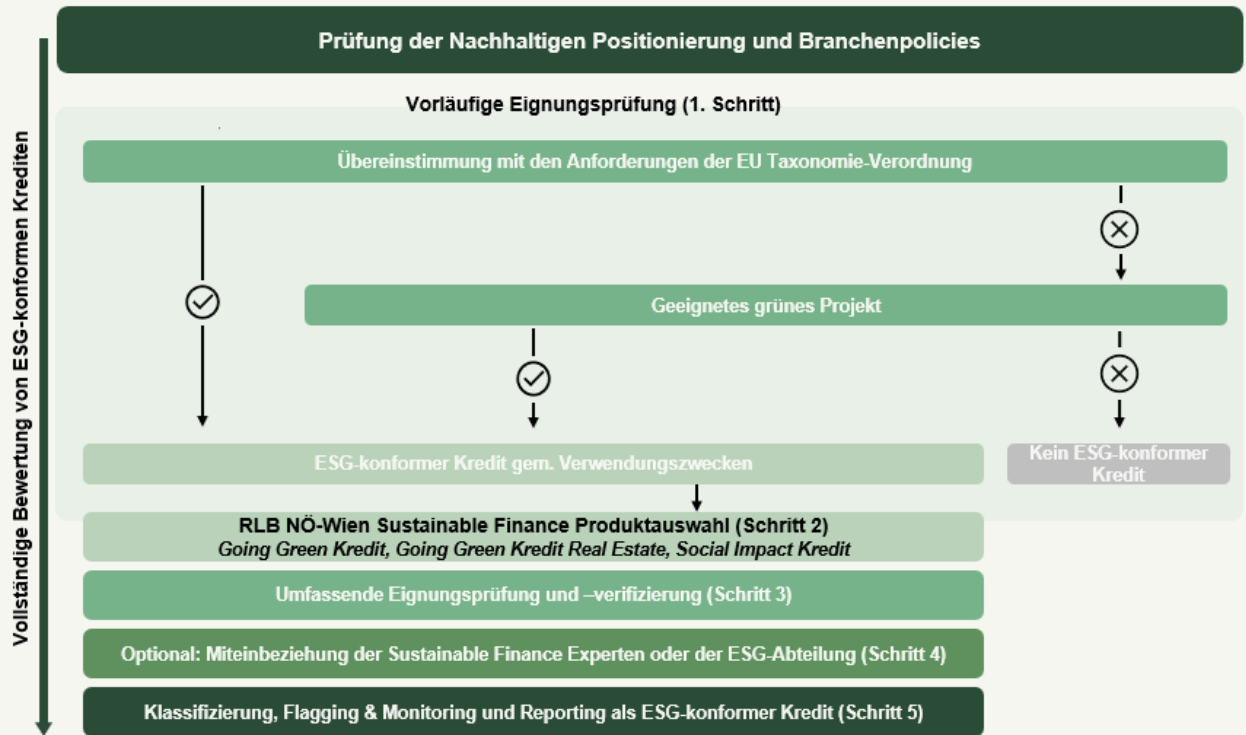 Prüfung der Nachhaltigen Positionierung und Branchenpolicies
Vorläufige Eignungsprüfung (1. Schritt)
Übereinstimmung mit den Anforderungen der EU Taxonomie-Verordnung
Geeignetes grünes Projekt
ESG-konformer Kredit gem. Verwendungszwecken
Kein ESG-konformer
Kredit
RLB NÖ-Wien Sustainable Finance Produktauswahl (Schritt 2)
Going Green Kredit, Going Green Kredit Real Estate, Social Impact Kredit
Umfassende Eignungsprüfung und –verifizierung (Schritt 3)
Optional: Miteinbeziehung der Sustainable Finance Experten oder der ESG-Abteilung (Schritt 4)
Klassifizierung, Flagging & Monitoring und Reporting als ESG-konformer Kredit (Schritt 5)
Vollständige Bewertung von ESG-konformen Krediten